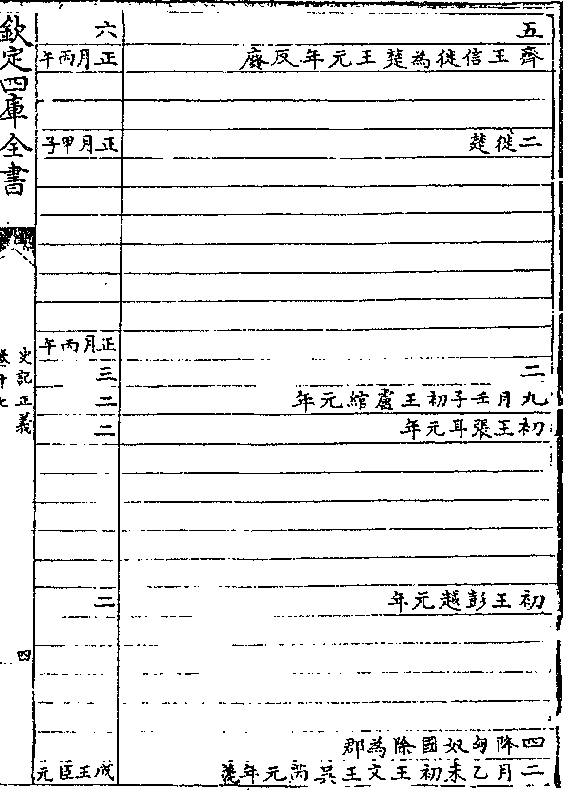 五
齊王信徙為楚王元年反廢
二徙楚
二
九月壬子初王盧綰元年
初王張耳元年
初王彭越元年
四降匈奴國除為郡
二月乙未初王文王吳芮元年薨
六
正月丙午
正月甲子
正月丙午
三
二
二
二
成王臣元
欽定四庫全書
史記正義
卷十七
四